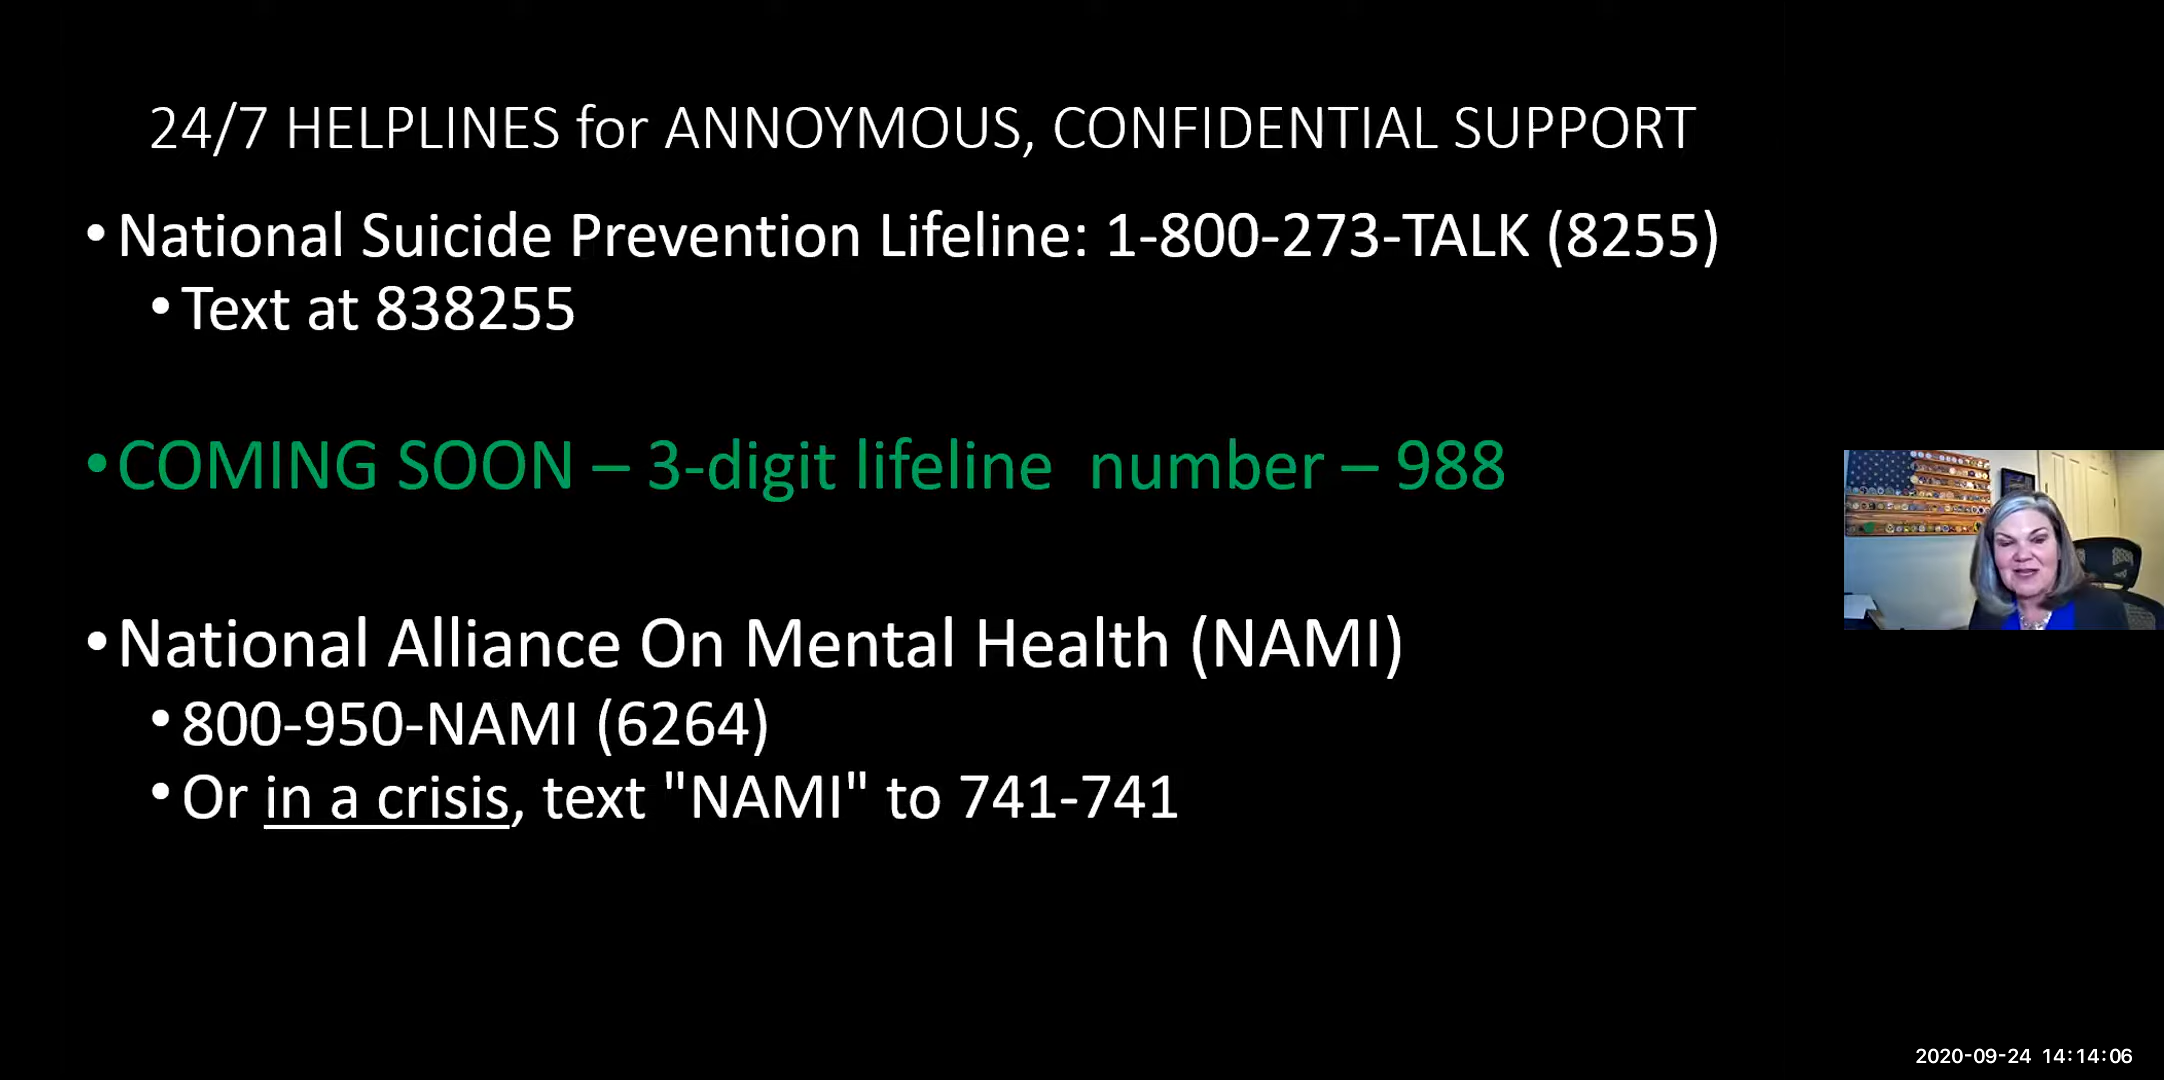 24/7 HELPLINES for ANNOYMOUS, CONFIDENTIAL SUPPORT
• National Suicide Prevention Lifeline: 1-800-273-TALK (8255)
• Text at 838255
• COMING SOON – 3-digit lifeline number – 988
• National Alliance On Mental Health (NAMI)
• 800-950-NAMI (6264)
• Or in a crisis, text "NAMI" to 741-741
2020-09-24 14:14:06